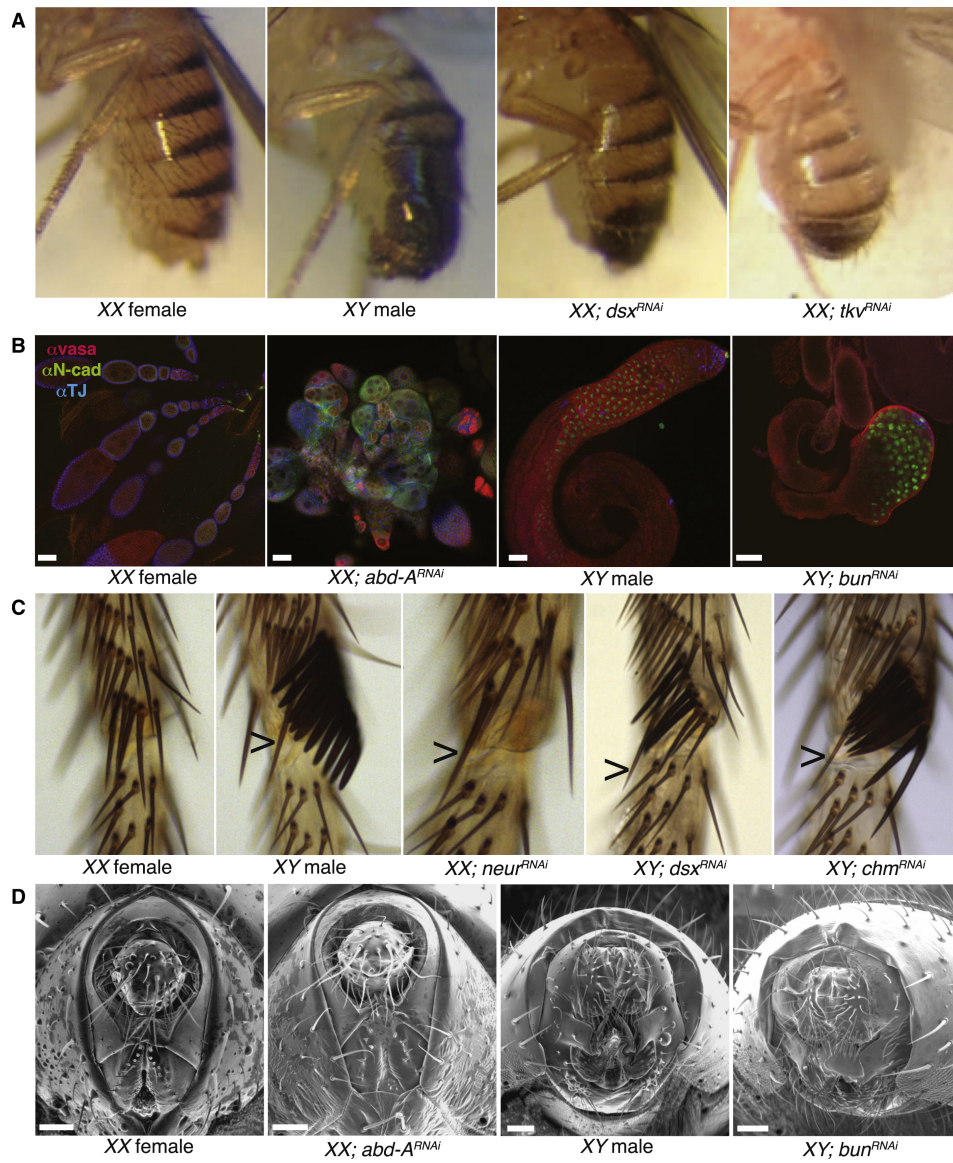 A
XX female XY male XX; dsxRNAi XX; tkvRNAi
B
αvasa
αN-cad
αTJ
XX female XX; abd-ARNAi XY male XY; bunRNAi
C
> > > >
XX female XY male XX; neurRNAi XY; dsxRNAi XY; chmRNAi
D
XX female XX; abd-ARNAi XY male XY; bunRNAi